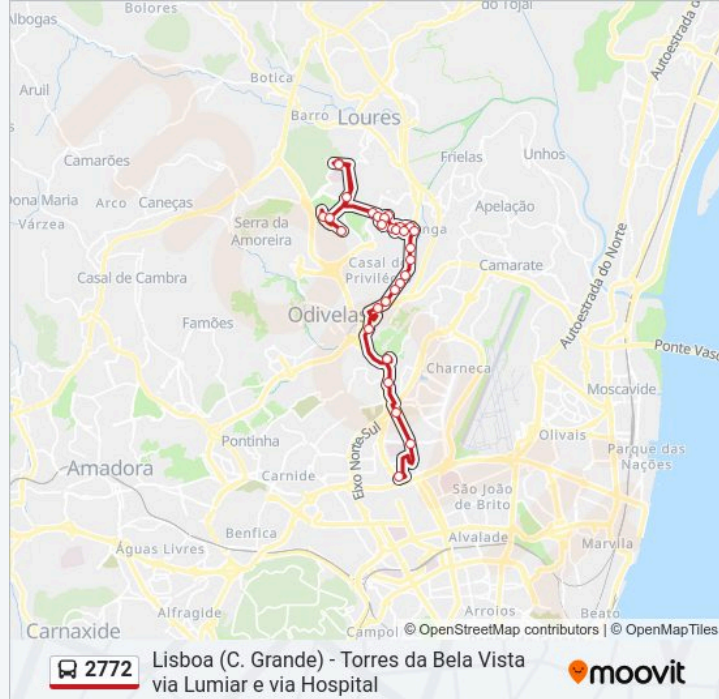 do Tojal
Bolores
Albogas
Botica
Autoestrada do
Aruil
Barro
Loures
Frielas
Unhos
Camarões
Dona Maria
Arco
Caneças
Várzea
Apelação
Serra da
Amoreira
Casal de
Privilé
Camarate
Casal de Cambra
Autoestrada do Norte
Odivelas
Famões
Ponte Vasc
Charneca
Moscavide
Eixo Norte-Sul
Pontinha
Olivais
Parque das
Nações
Amadora
Carnide
São João
de Brito
Benfica
Alvalade
Marvila
Águas Livres
Alfragide
Arroios
Beato
Carnaxide
Campol
© OpenStreetMap contributors | © OpenMapTiles
2772
Lisboa (C. Grande) - Torres da Bela Vista
via Lumiar e via Hospital
moovit